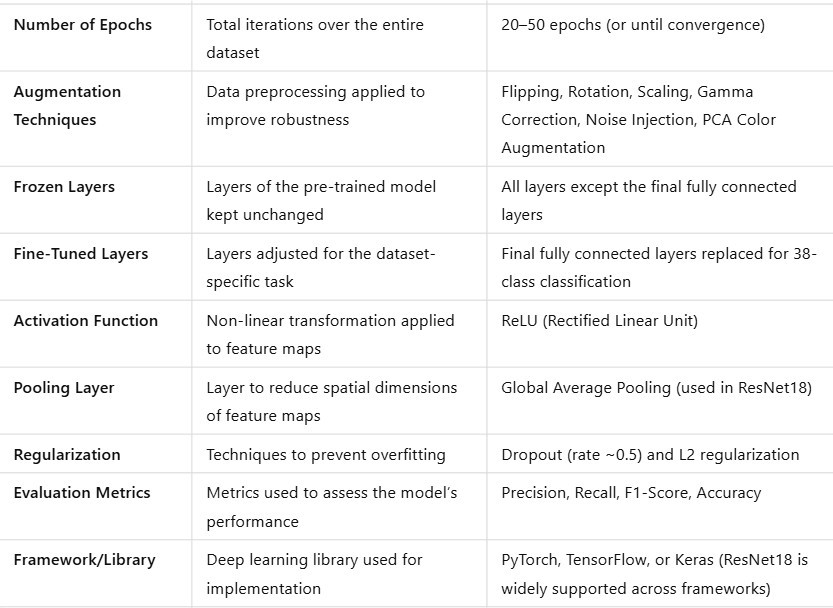 Number of Epochs
Total iterations over the entire
dataset
20–50 epochs (or until convergence)
Augmentation
Techniques
Data preprocessing applied to
improve robustness
Flipping, Rotation, Scaling, Gamma
Correction, Noise Injection, PCA Color
Augmentation
Frozen Layers
Layers of the pre-trained model
kept unchanged
All layers except the final fully connected
layers
Fine-Tuned Layers
Layers adjusted for the dataset-
specific task
Final fully connected layers replaced for 38-
class classification
Activation Function
Non-linear transformation applied
to feature maps
ReLU (Rectified Linear Unit)
Pooling Layer
Layer to reduce spatial dimensions
of feature maps
Global Average Pooling (used in ResNet18)
Regularization
Techniques to prevent overfitting
Dropout (rate ~0.5) and L2 regularization
Evaluation Metrics
Metrics used to assess the model's
performance
Precision, Recall, F1-Score, Accuracy
Framework/Library
Deep learning library used for
implementation
PyTorch, TensorFlow, or Keras (ResNet18 is
widely supported across frameworks)